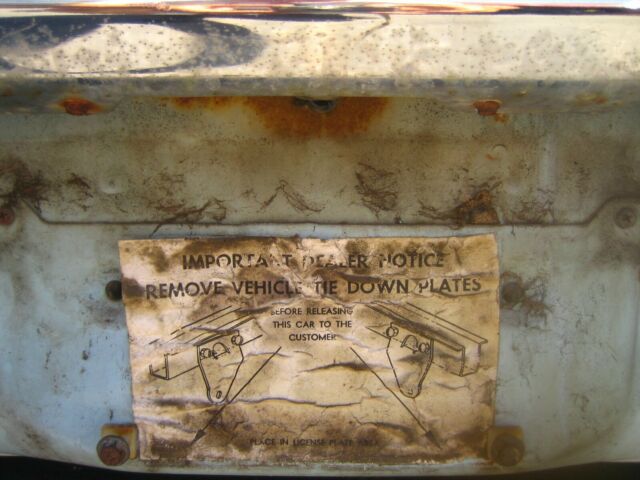 IMPORTANT DEALER NOTICE
REMOVE VEHICLE TIE DOWN PLATES
BEFORE RELEASING
THIS CAR TO THE
CUSTOMER
PLACE IN LICENSE PLATE AREA